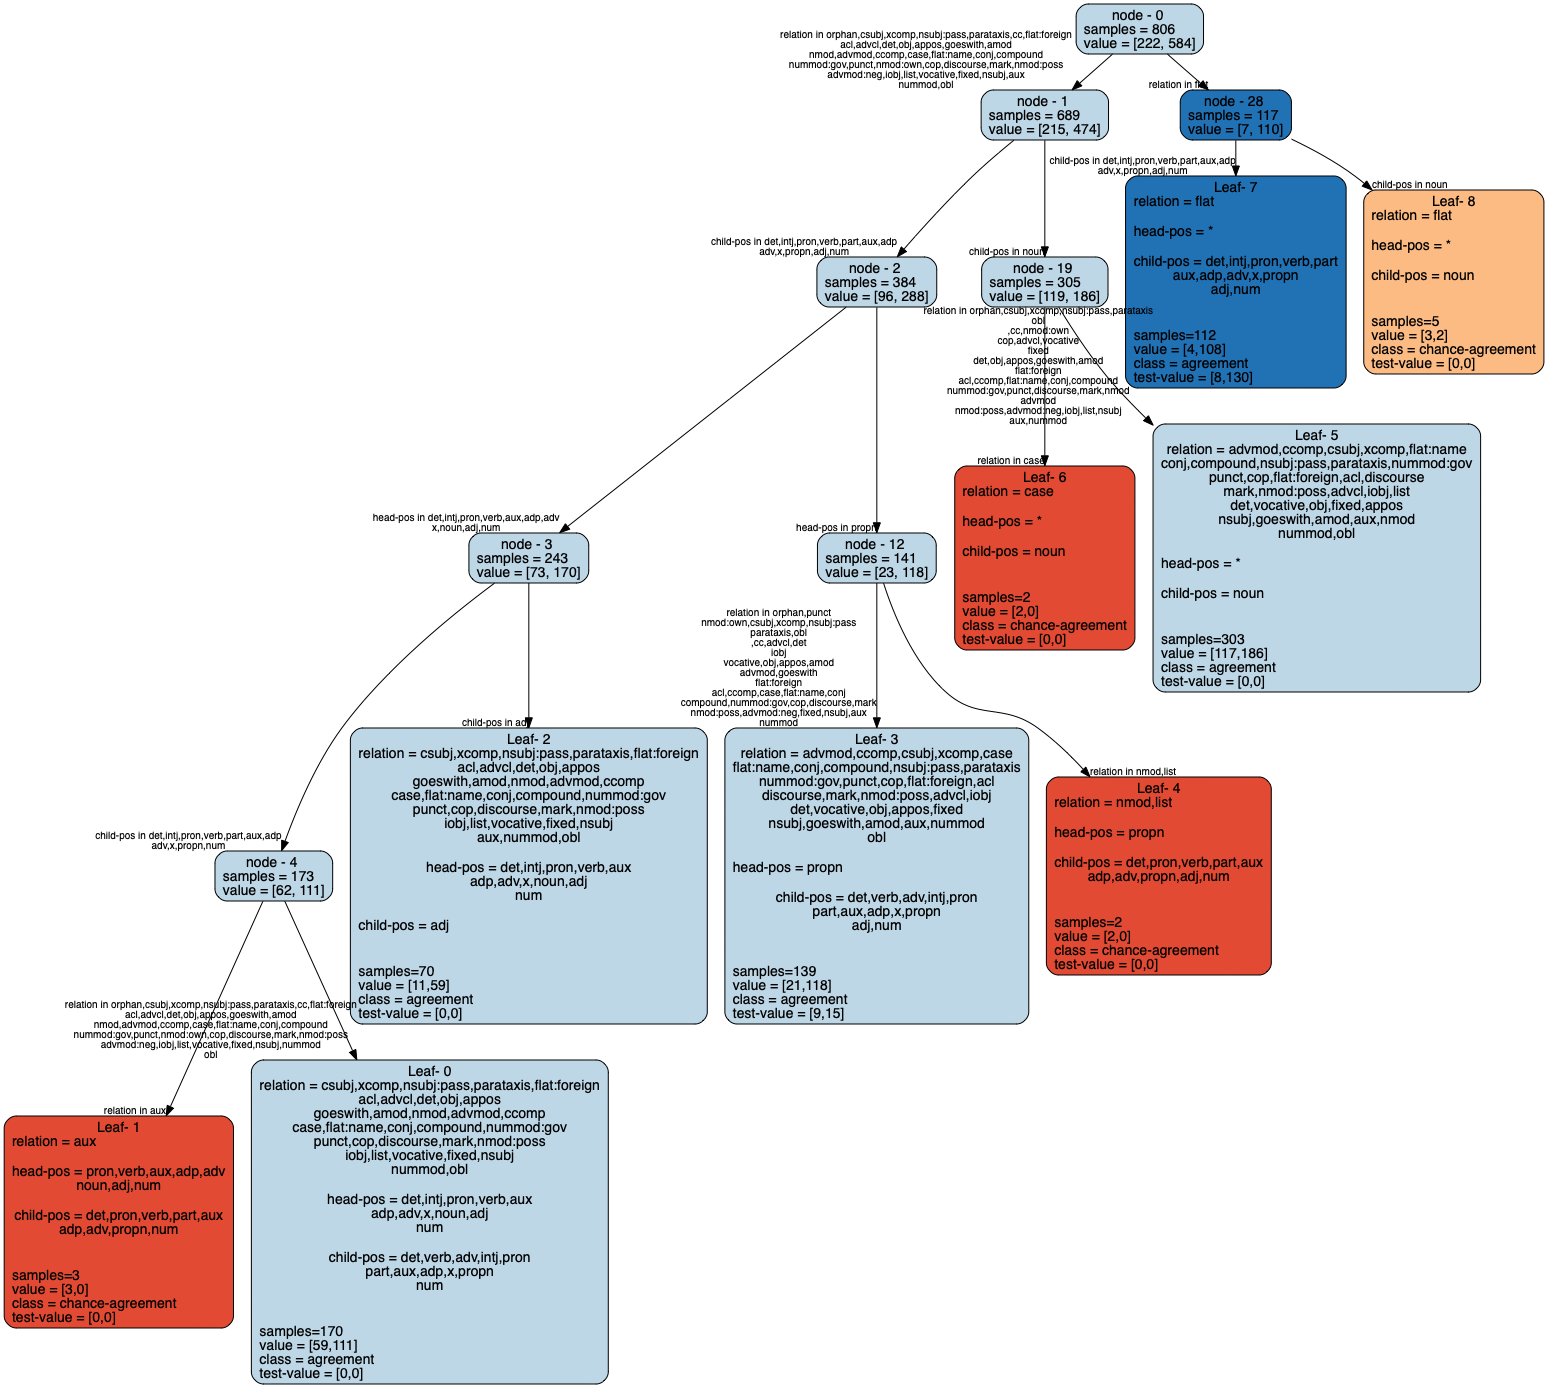 node - 0
samples = 806
value = [222, 584]
relation in orphan,csubj,xcomp,nsubj:pass,parataxis,cc,flat:foreign
acl,advcl,det,obj,appos,goeswith,amod
nmod,advmod,ccomp,case,flat:name,conj,compound
nummod:gov,punct,nmod:own,cop,discourse,mark,nmod:poss
advmod:neg,iobj,list,vocative,fixed,nsubj,aux
nummod,obl
relation in flat
node - 1
samples = 689
value = [215, 474]
node - 28
samples = 117
value = [7, 110]
child-pos in det,intj,pron,verb,part,aux,adp
adv,x,propn,adj,num
child-pos in noun
Leaf- 7
relation = flat
head-pos = *
child-pos = det,intj,pron,verb,part
aux,adp,adv,x,propn
adj,num
samples=112
value = [4,108]
class = agreement
test-value = [8,130]
Leaf- 8
relation = flat
head-pos = *
child-pos = noun
samples=5
value = [3,2]
class = chance-agreement
test-value = [0,0]
child-pos in det,intj,pron,verb,part,aux,adp
adv,x,propn,adj,num
child-pos in noun
node - 2
samples = 384
value = [96, 288]
node - 19
samples = 305
value = [119, 186]
relation in orphan,csubj,xcomp,nsubj:pass,parataxis
obl
,cc,nmod:own
cop,advcl,vocative
fixed
det,obj,appos,goeswith,amod
flat:foreign
acl,ccomp,flat:name,conj,compound
nummod:gov,punct,discourse,mark,nmod
advmod
nmod:poss,advmod:neg,iobj,list,nsubj
aux,nummod
relation in case
Leaf- 6
relation = case
head-pos = *
child-pos = noun
samples=2
value = [2,0]
class = chance-agreement
test-value = [0,0]
Leaf- 5
relation = advmod,ccomp,csubj,xcomp,flat:name
conj,compound,nsubj:pass,parataxis,nummod:gov
punct,cop,flat:foreign,acl,discourse
mark,nmod:poss,advcl,iobj,list
det,vocative,obj,fixed,appos
nsubj,goeswith,amod,aux,nmod
nummod,obl
head-pos = *
child-pos = noun
samples=303
value = [117,186]
class = agreement
test-value = [0,0]
head-pos in det,intj,pron,verb,aux,adp,adv
x,noun,adj,num
head-pos in propn
node - 3
samples = 243
value = [73, 170]
node - 12
samples = 141
value = [23, 118]
relation in orphan,punct
nmod:own,csubj,xcomp,nsubj:pass
parataxis,obl
,cc,advcl,det
iobj
vocative,obj,appos,amod
advmod,goeswith
flat:foreign
acl,ccomp,case,flat:name,conj
compound,nummod:gov,cop,discourse,mark
nmod:poss,advmod:neg,fixed,nsubj,aux
nummod
child-pos in adj
relation in nmod,list
Leaf- 2
relation = csubj,xcomp,nsubj:pass,parataxis,flat:foreign
acl,advcl,det,obj,appos
goeswith,amod,nmod,advmod,ccomp
case,flat:name,conj,compound,nummod:gov
punct,cop,discourse,mark,nmod:poss
iobj,list,vocative,fixed,nsubj
aux,nummod,obl
head-pos = det,intj,pron,verb,aux
adp,adv,x,noun,adj
num
child-pos = adj
samples=70
value = [11,59]
class = agreement
test-value = [0,0]
Leaf- 3
relation = advmod,ccomp,csubj,xcomp,case
flat:name,conj,compound,nsubj:pass,parataxis
nummod:gov,punct,cop,flat:foreign,acl
discourse,mark,nmod:poss,advcl,iobj
det,vocative,obj,appos,fixed
nsubj,goeswith,amod,aux,nummod
obl
head-pos = propn
child-pos = det,verb,adv,intj,pron
part,aux,adp,x,propn
adj,num
samples=139
value = [21,118]
class = agreement
test-value = [9,15]
Leaf- 4
relation = nmod,list
head-pos = propn
child-pos = det,pron,verb,part,aux
adp,adv,propn,adj,num
samples=2
value = [2,0]
class = chance-agreement
test-value = [0,0]
child-pos in det,intj,pron,verb,part,aux,adp
adv,x,propn,num
node - 4
samples = 173
value = [62, 111]
relation in orphan,csubj,xcomp,nsubj:pass,parataxis,cc,flat:foreign
acl,advcl,det,obj,appos,goeswith,amod
nmod,advmod,ccomp,case,flat:name,conj,compound
nummod:gov,punct,nmod:own,cop,discourse,mark,nmod:poss
advmod:neg,iobj,list,vocative,fixed,nsubj,nummod
obl
relation in aux
Leaf- 1
relation = aux
head-pos = pron,verb,aux,adp,adv
noun,adj,num
child-pos = det,pron,verb,part,aux
adp,adv,propn,num
samples=3
value = [3,0]
class = chance-agreement
test-value = [0,0]
Leaf- 0
relation = csubj,xcomp,nsubj:pass,parataxis,flat:foreign
acl,advcl,det,obj,appos
goeswith,amod,nmod,advmod,ccomp
case,flat:name,conj,compound,nummod:gov
punct,cop,discourse,mark,nmod:poss
iobj,list,vocative,fixed,nsubj
nummod,obl
head-pos = det,intj,pron,verb,aux
adp,adv,x,noun,adj
num
child-pos = det,verb,adv,intj,pron
part,aux,adp,x,propn
num
samples=170
value = [59,111]
class = agreement
test-value = [0,0]